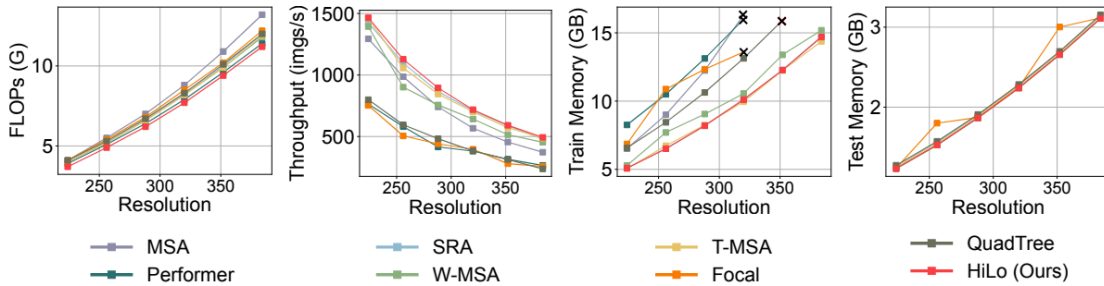 FLOPs (G)
10
5
250 300 350
Resolution
Throughput (imgs/s)
1500
1000
500
250 300 350
Resolution
Train Memory (GB)
15
10
5
250 300 350
Resolution
Test Memory (GB)
3
2
250 300 350
Resolution
MSA SRA T-MSA QuadTree
Performer W-MSA Focal HiLo (Ours)